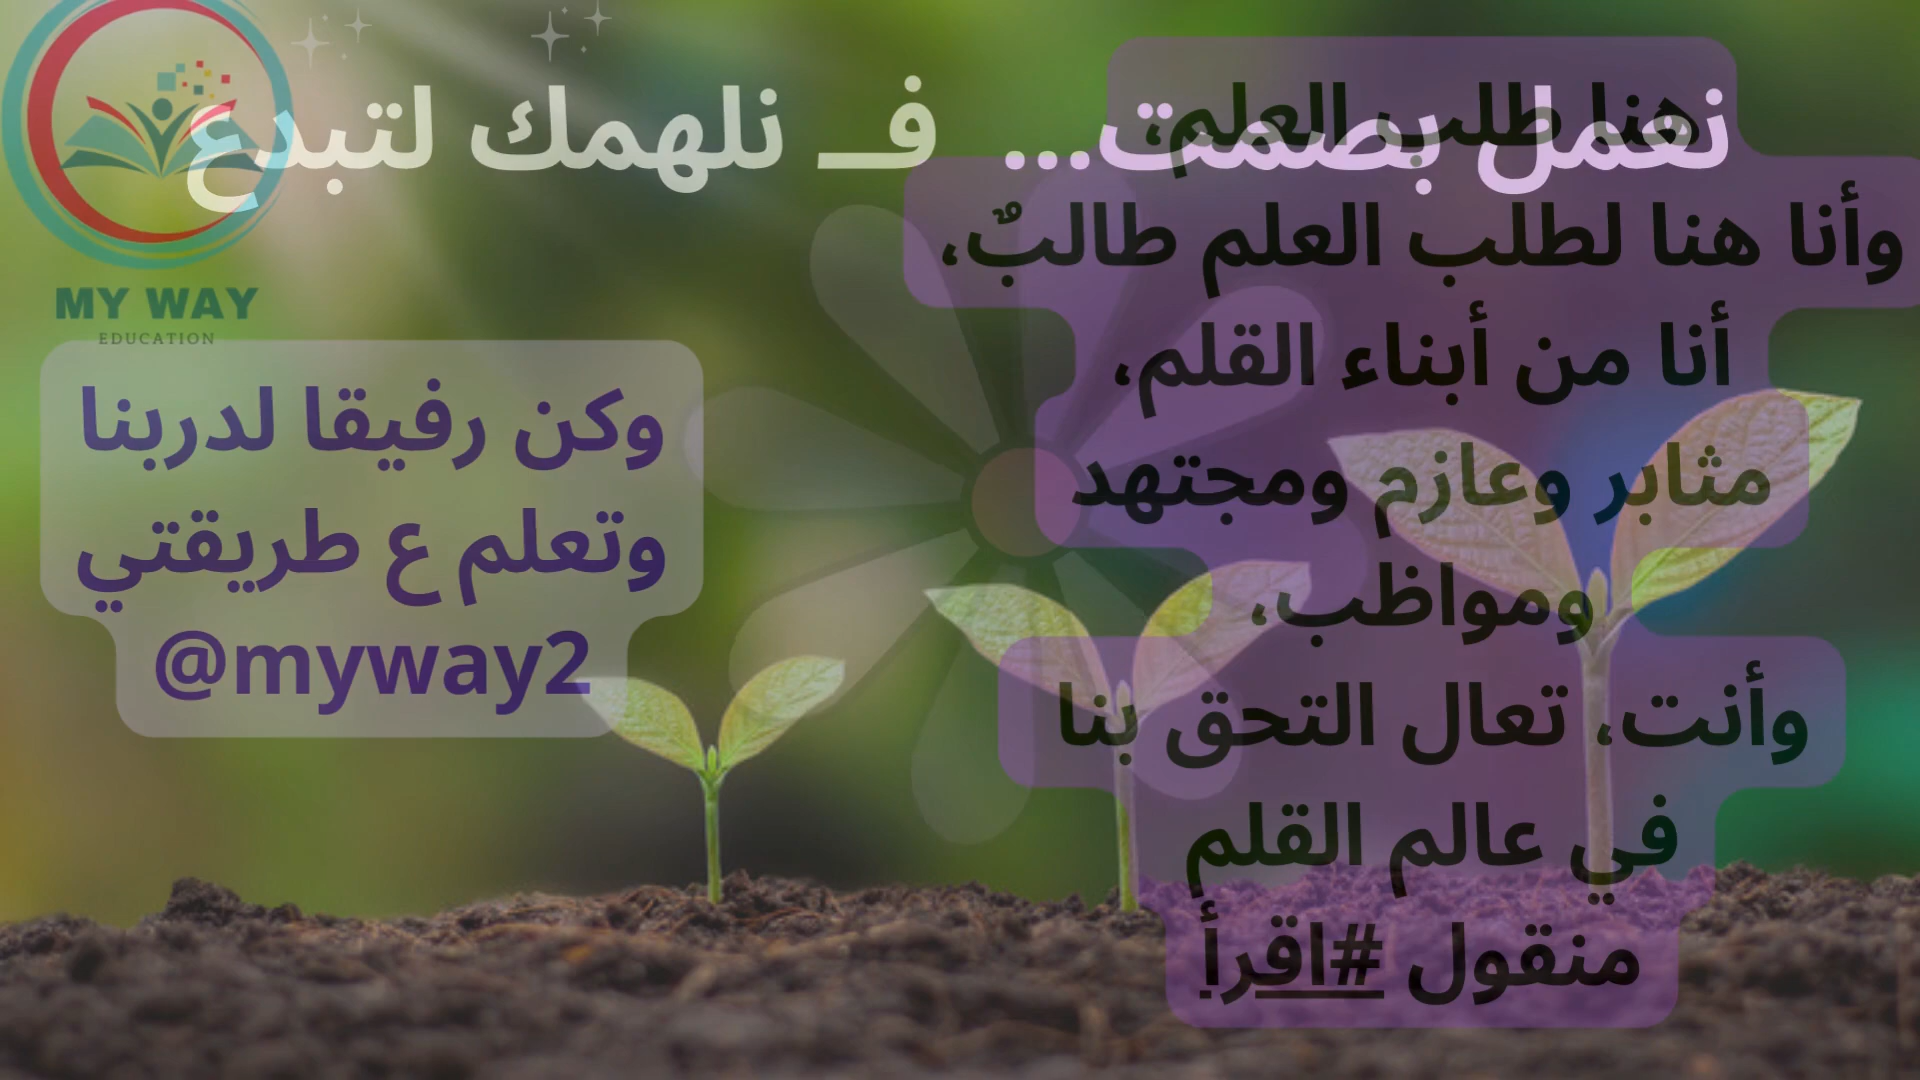 نعمل بصمت... فـ نلهمك لتبدع
هنا طلب العلم،
وأنا هنا لطلب العلم طالبٌ،
أنا من أبناء القلم،
مثابر وعازم ومجتهد
ومواظب،
وأنت، تعال التحق بنا
في عالم القلم
منقول #اقرأ
MY WAY
EDUCATION
وكن رفيقا لدربنا
وتعلم ع طريقتي
@myway2